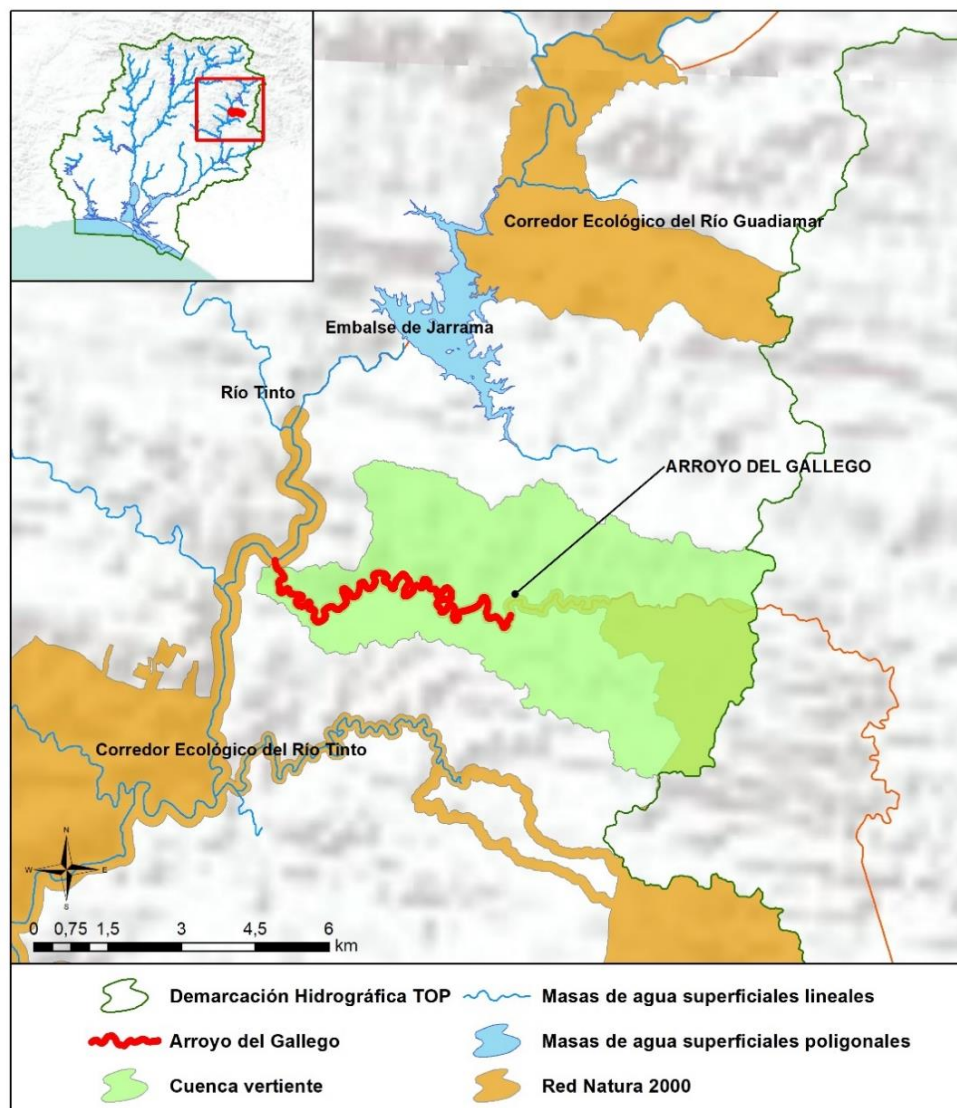 Corredor Ecológico del Río Guadiamar
Embalse de Jarrama
Río Tinto
ARROYO DEL GALLEGO
Corredor Ecológico del Río Tinto
N
W E
S
0 0,75 1,5 3 4,5 6
km
Demarcación Hidrográfica TOP
Masas de agua superficiales lineales
Arroyo del Gallego
Masas de agua superficiales poligonales
Cuenca vertiente
Red Natura 2000